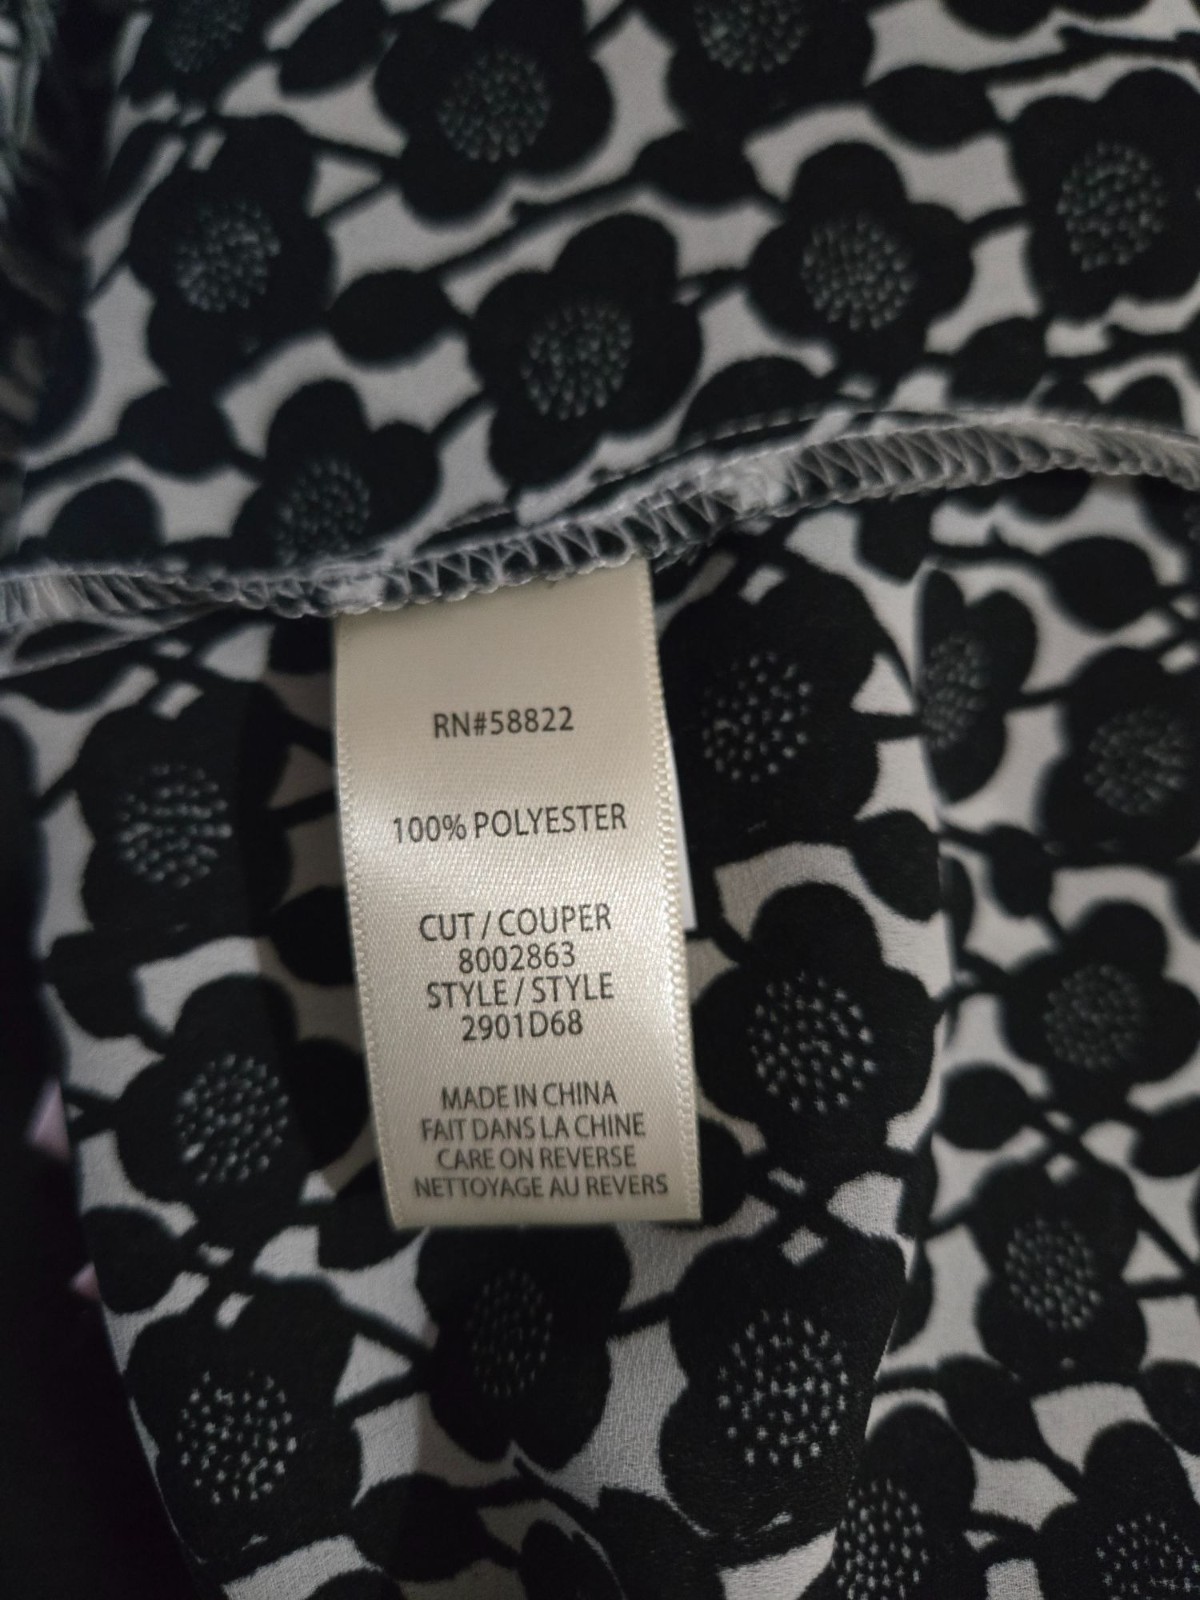 RN#58822
100% POLYESTER
CUT / COUPER
8002863
STYLE / STYLE
2901D68
MADE IN CHINA
FAIT DANS LA CHINE
CARE ON REVERSE
NETTOYAGE AU REVERS